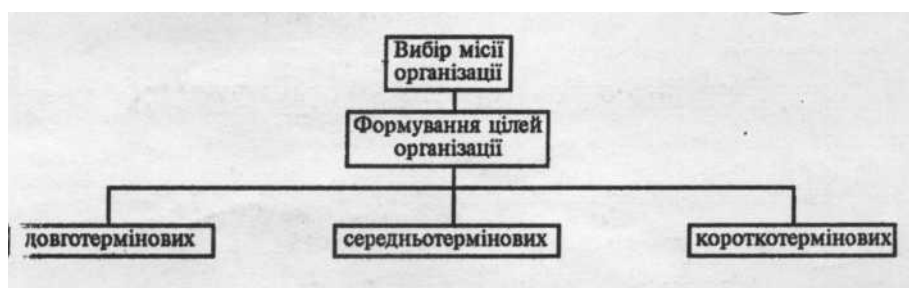 Вибір місії
організації
Формування цілей
організації
довготермінових
середньотермінових
короткотермінових